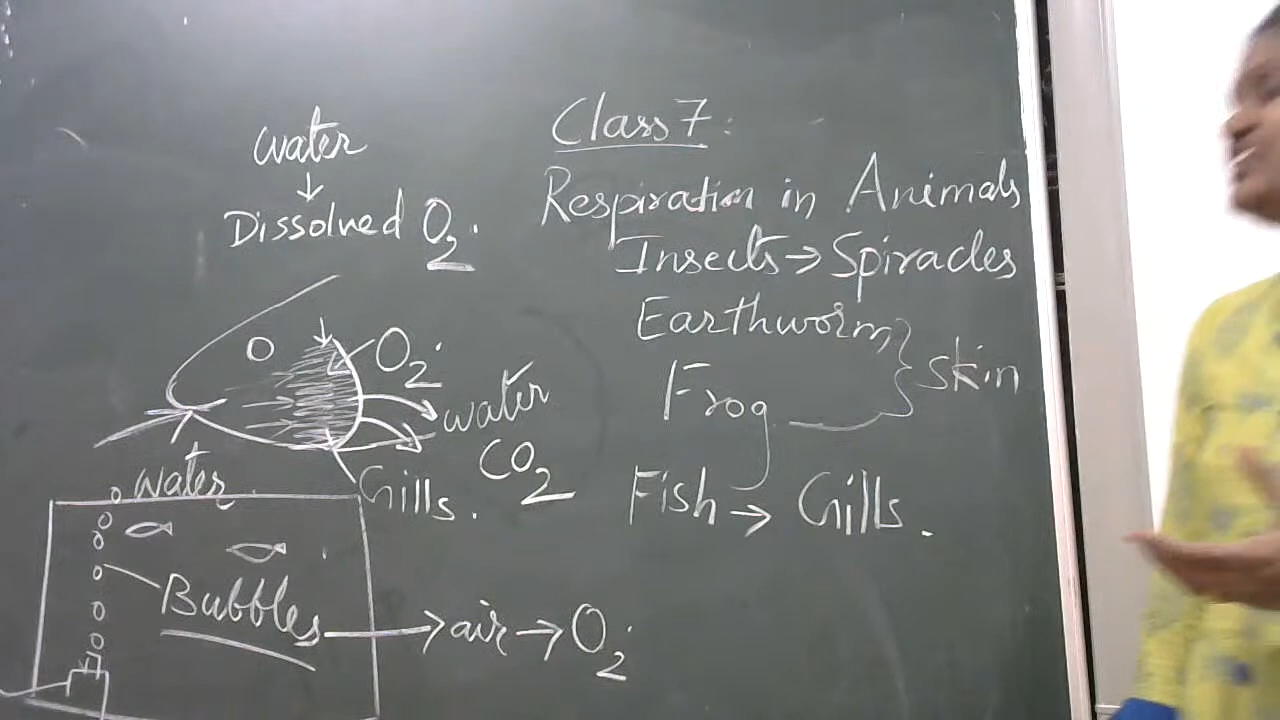 Class 7:
Respiration in Animals
Insects → Spiracles
Earthworm
Frog
Skin
Fish → Gills.
water
↓
Dissolved O2.
O2.
water
CO2
Gills.
water
Bubbles → air → O2.